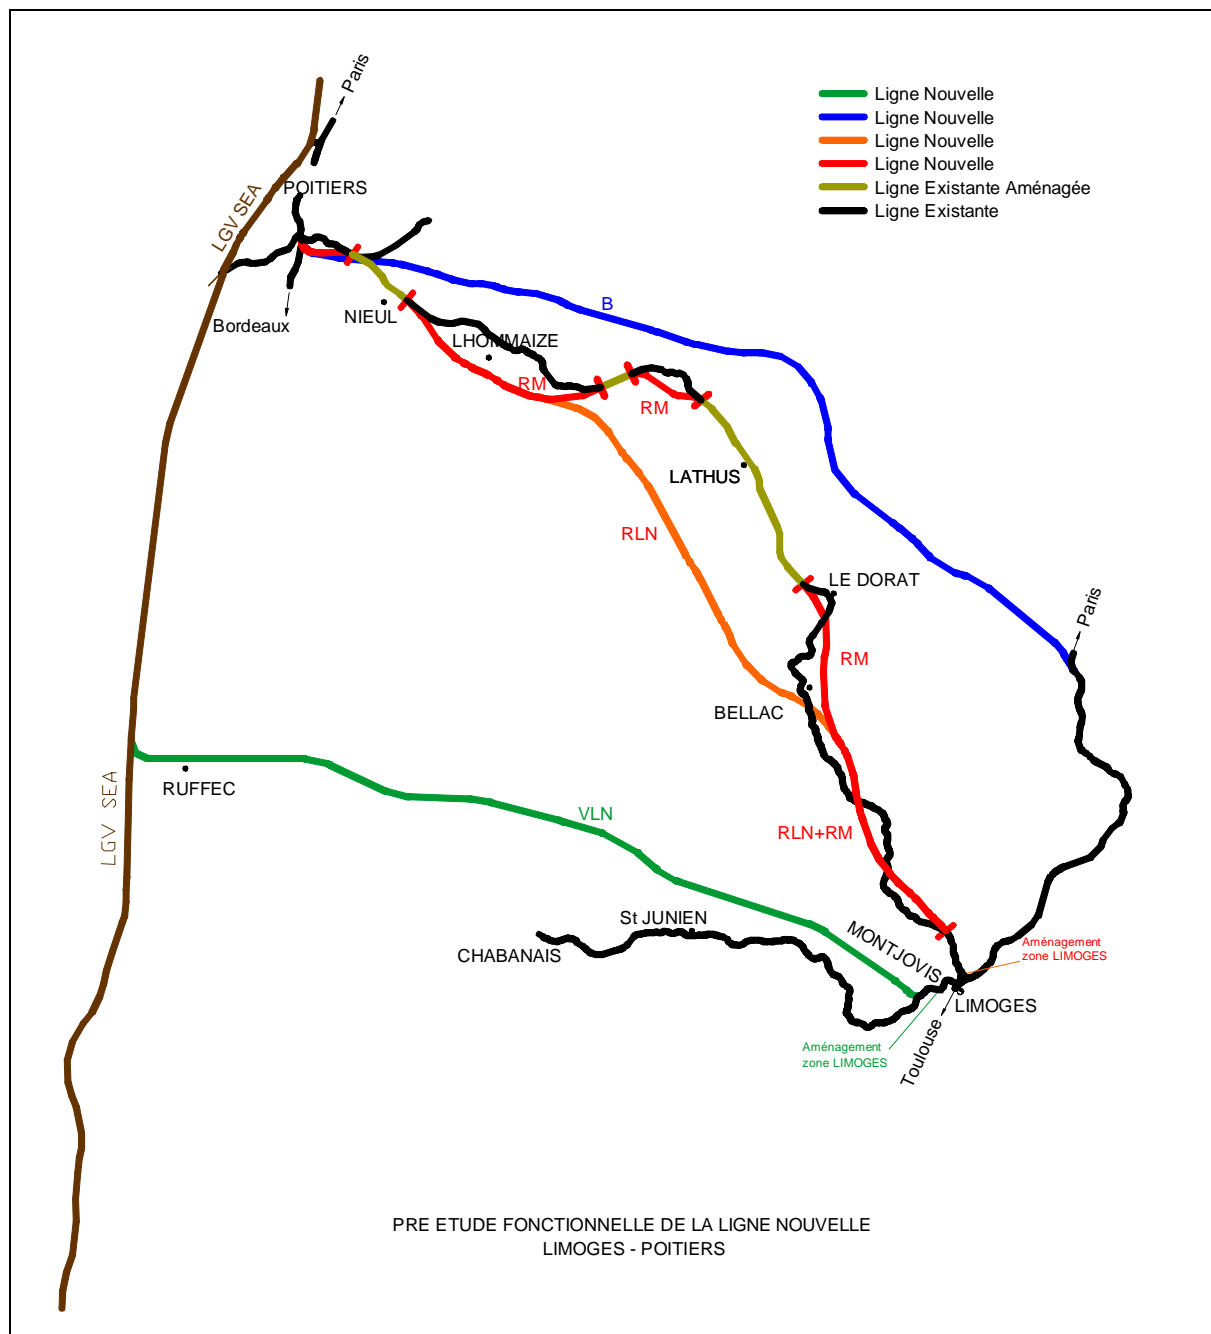 Paris
Ligne Nouvelle
Ligne Nouvelle
Ligne Nouvelle
Ligne Nouvelle
Ligne Existante Aménagée
Ligne Existante
POITIERS
LGV SEA
Bordeaux
NIEUL
B
LHOMMAIZE
RM
RM
LATHUS
RLN
LE DORAT
Paris
RM
BELLAC
RUFFEC
LGV SEA
VLN
RLN+RM
St JUNIEN
CHABANAIS
MONTJOVIS
Aménagement
zone LIMOGES
LIMOGES
Aménagement
zone LIMOGES
Toulouse
PRE ETUDE FONCTIONNELLE DE LA LIGNE NOUVELLE
LIMOGES - POITIERS